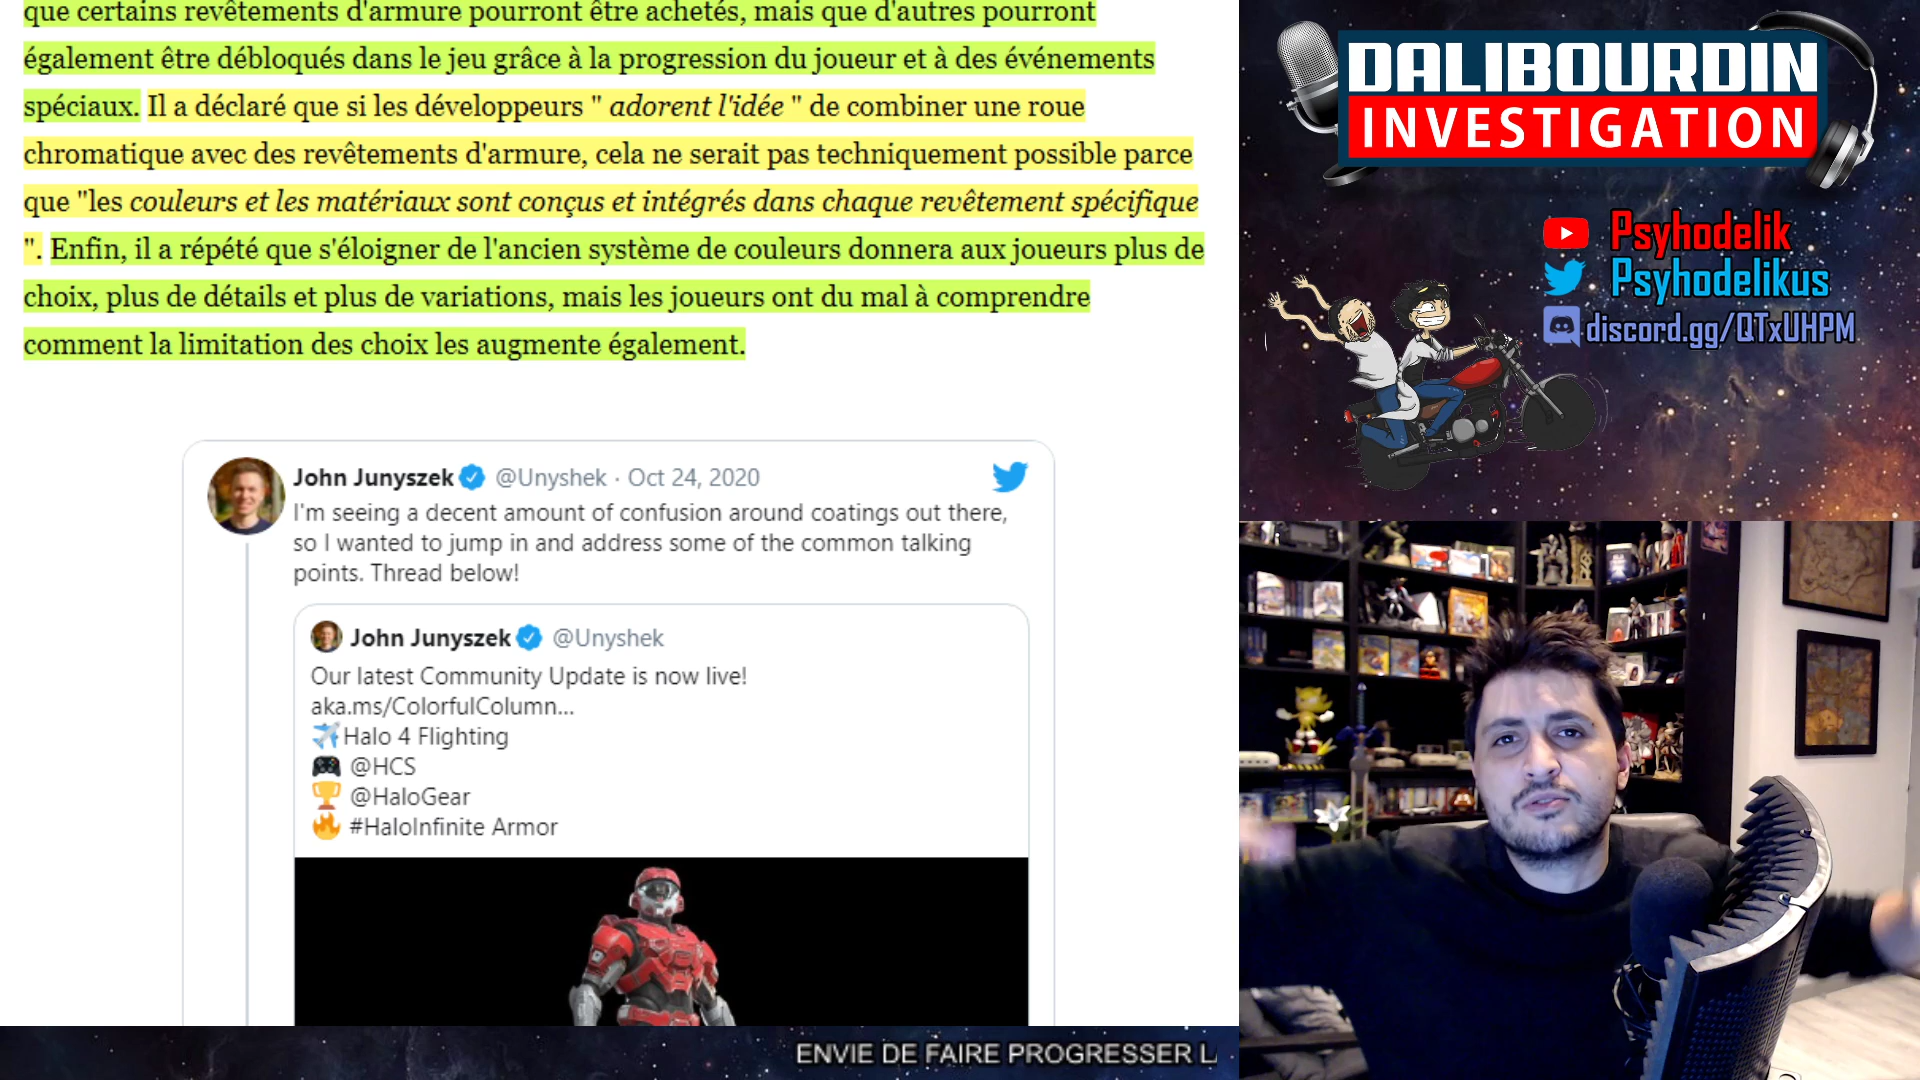 que certains revêtements d'armure pourront être achetés, mais que d'autres pourront
également être débloqués dans le jeu grâce à la progression du joueur et à des événements
spéciaux. Il a déclaré que si les développeurs " adorent l'idée " de combiner une roue
chromatique avec des revêtements d'armure, cela ne serait pas techniquement possible parce
que "les couleurs et les matériaux sont conçus et intégrés dans chaque revêtement spécifique
". Enfin, il a répété que s'éloigner de l'ancien système de couleurs donnera aux joueurs plus de
choix, plus de détails et plus de variations, mais les joueurs ont du mal à comprendre
comment la limitation des choix les augmente également.
John Junyszek @Unyshek · Oct 24, 2020
I'm seeing a decent amount of confusion around coatings out there,
so I wanted to jump in and address some of the common talking
points. Thread below!
John Junyszek @Unyshek
Our latest Community Update is now live!
aka.ms/ColorfulColumn...
✈️Halo 4 Flighting
🎮 @HCS
🏆 @HaloGear
🔥 #HaloInfinite Armor
ENVIE DE FAIRE PROGRESSER
DALIBOURDIN
INVESTIGATION
Psyhodelik
Psyhodelikus
discord.gg/QTxUHPM